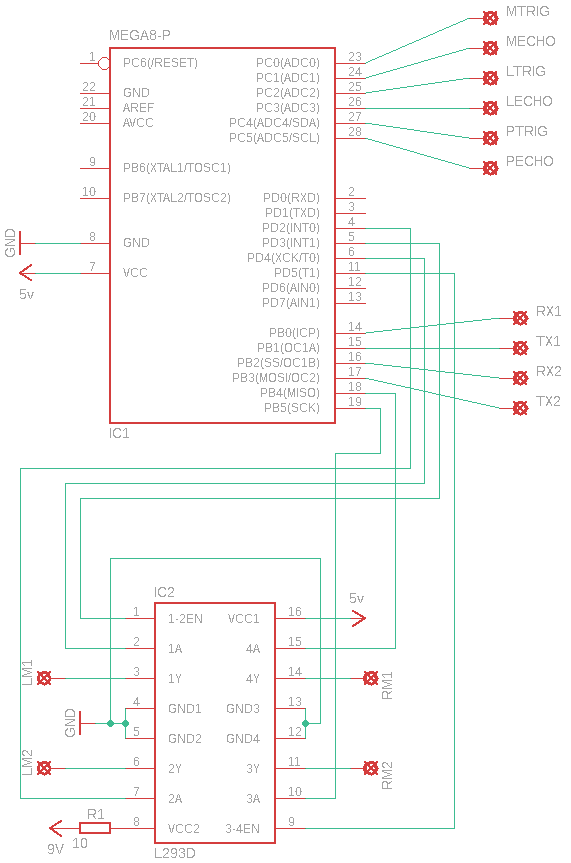 MTRIG
MEGA8-P
MECHO
1 PC6(/RESET) PC0(ADC0) 23
PC1(ADC1) 24
LTRIG
22 GND PC2(ADC2) 25
21 AREF PC3(ADC3) 26 LECHO
20 AVCC PC4(ADC4/SDA) 27
PC5(ADC5/SCL) 28 PTRIG
9 PB6(XTAL1/TOSC1) PECHO
10 PB7(XTAL2/TOSC2) PD0(RXD) 2
PD1(TXD) 3
PD2(INT0) 4
GND 8 GND PD3(INT1) 5
PD4(XCK/T0) 6
7 VCC PD5(T1) 11
5v PD6(AIN0) 12
PD7(AIN1) 13
RX1
PB0(ICP) 14
PB1(OC1A) 15 TX1
PB2(SS/OC1B) 16 RX2
PB3(MOSI/OC2) 17
PB4(MISO) 18 TX2
PB5(SCK) 19
IC1
IC2 5v
1 1-2EN VCC1 16
2 1A 4A 15
LM1 3 1Y 4Y 14 RM1
4 GND1 GND3 13
GND
5 GND2 GND4 12
LM2 6 2Y 3Y 11 RM2
7 2A 3A 10
R1
8 VCC2 3-4EN 9
9V 10
L293D